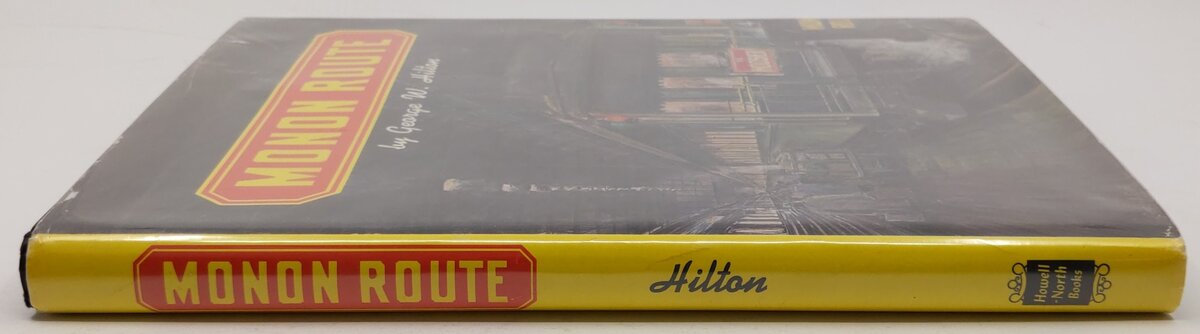 MONON ROUTE
by George W. Hilton
MONON ROUTE
Hilton
Howell
-North
Books